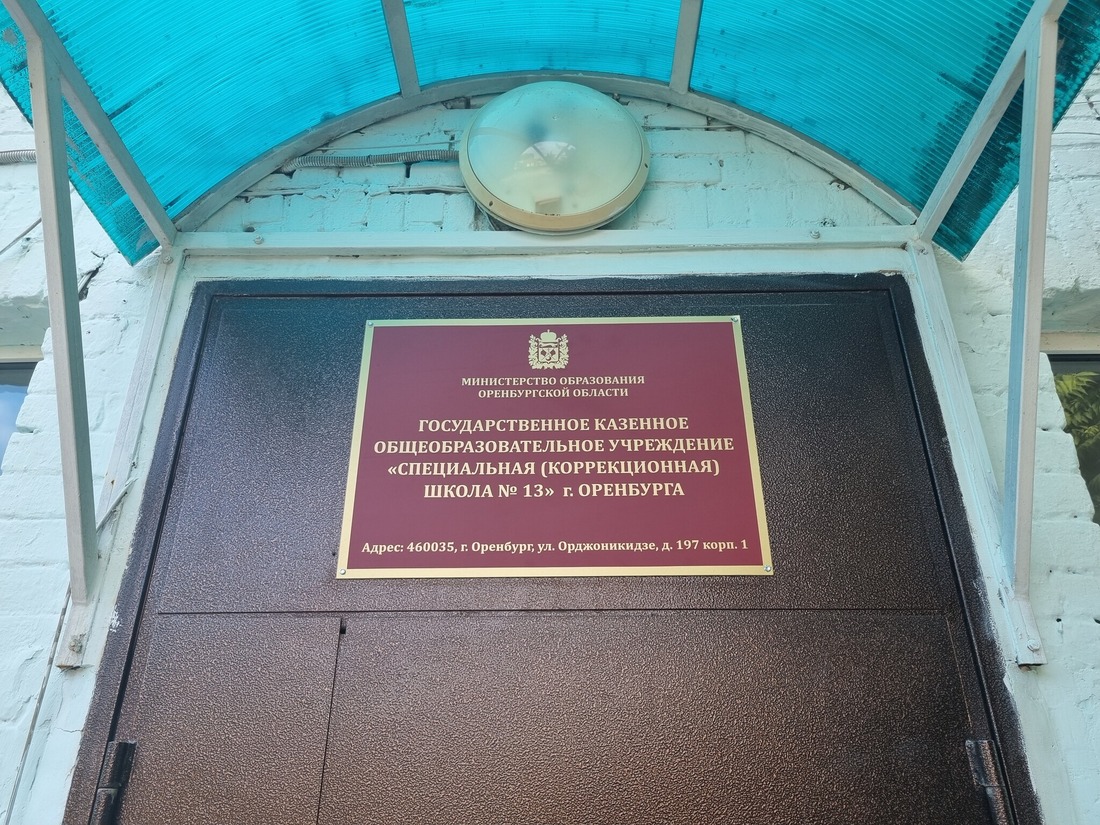 МИНИСТЕРСТВО ОБРАЗОВАНИЯ
ОРЕНБУРГСКОЙ ОБЛАСТИ
ГОСУДАРСТВЕННОЕ КАЗЕННОЕ
ОБЩЕОБРАЗОВАТЕЛЬНОЕ УЧРЕЖДЕНИЕ
«СПЕЦИАЛЬНАЯ (КОРРЕКЦИОННАЯ)
ШКОЛА № 13» г. ОРЕНБУРГА
Адрес: 460035, г. Оренбург, ул. Орджоникидзе, д. 197 корп. 1